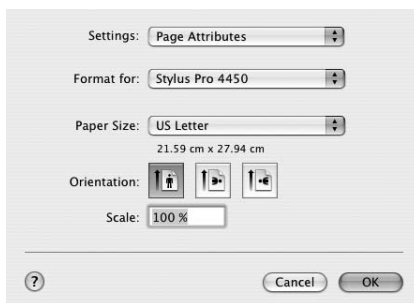 Settings: Page Attributes
Format for: Stylus Pro 4450
Paper Size: US Letter
21.59 cm x 27.94 cm
Orientation:
Scale: 100 %
? Cancel OK